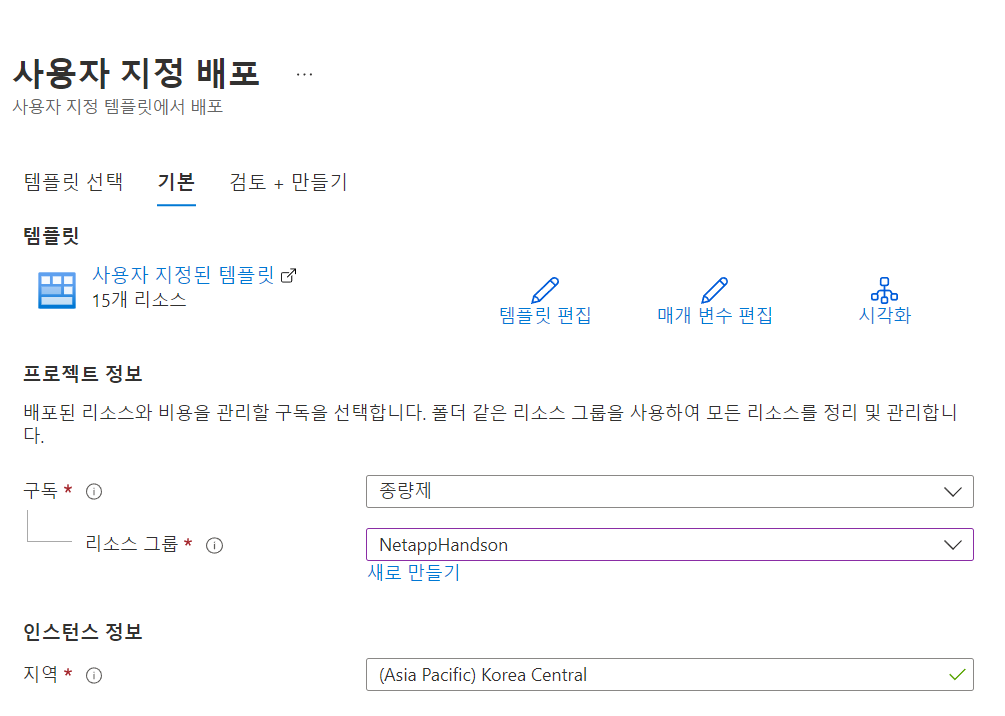 사용자 지정 배포 ...
사용자 지정 템플릿에서 배포
템플릿 선택 기본 검토 + 만들기
템플릿
사용자 지정된 템플릿
15개 리소스
템플릿 편집 매개 변수 편집 시각화
프로젝트 정보
배포된 리소스와 비용을 관리할 구독을 선택합니다. 폴더 같은 리소스 그룹을 사용하여 모든 리소스를 정리 및 관리합니
다.
구독 * 종량제
리소스 그룹 * NetappHandson
새로 만들기
인스턴스 정보
지역 * (Asia Pacific) Korea Central